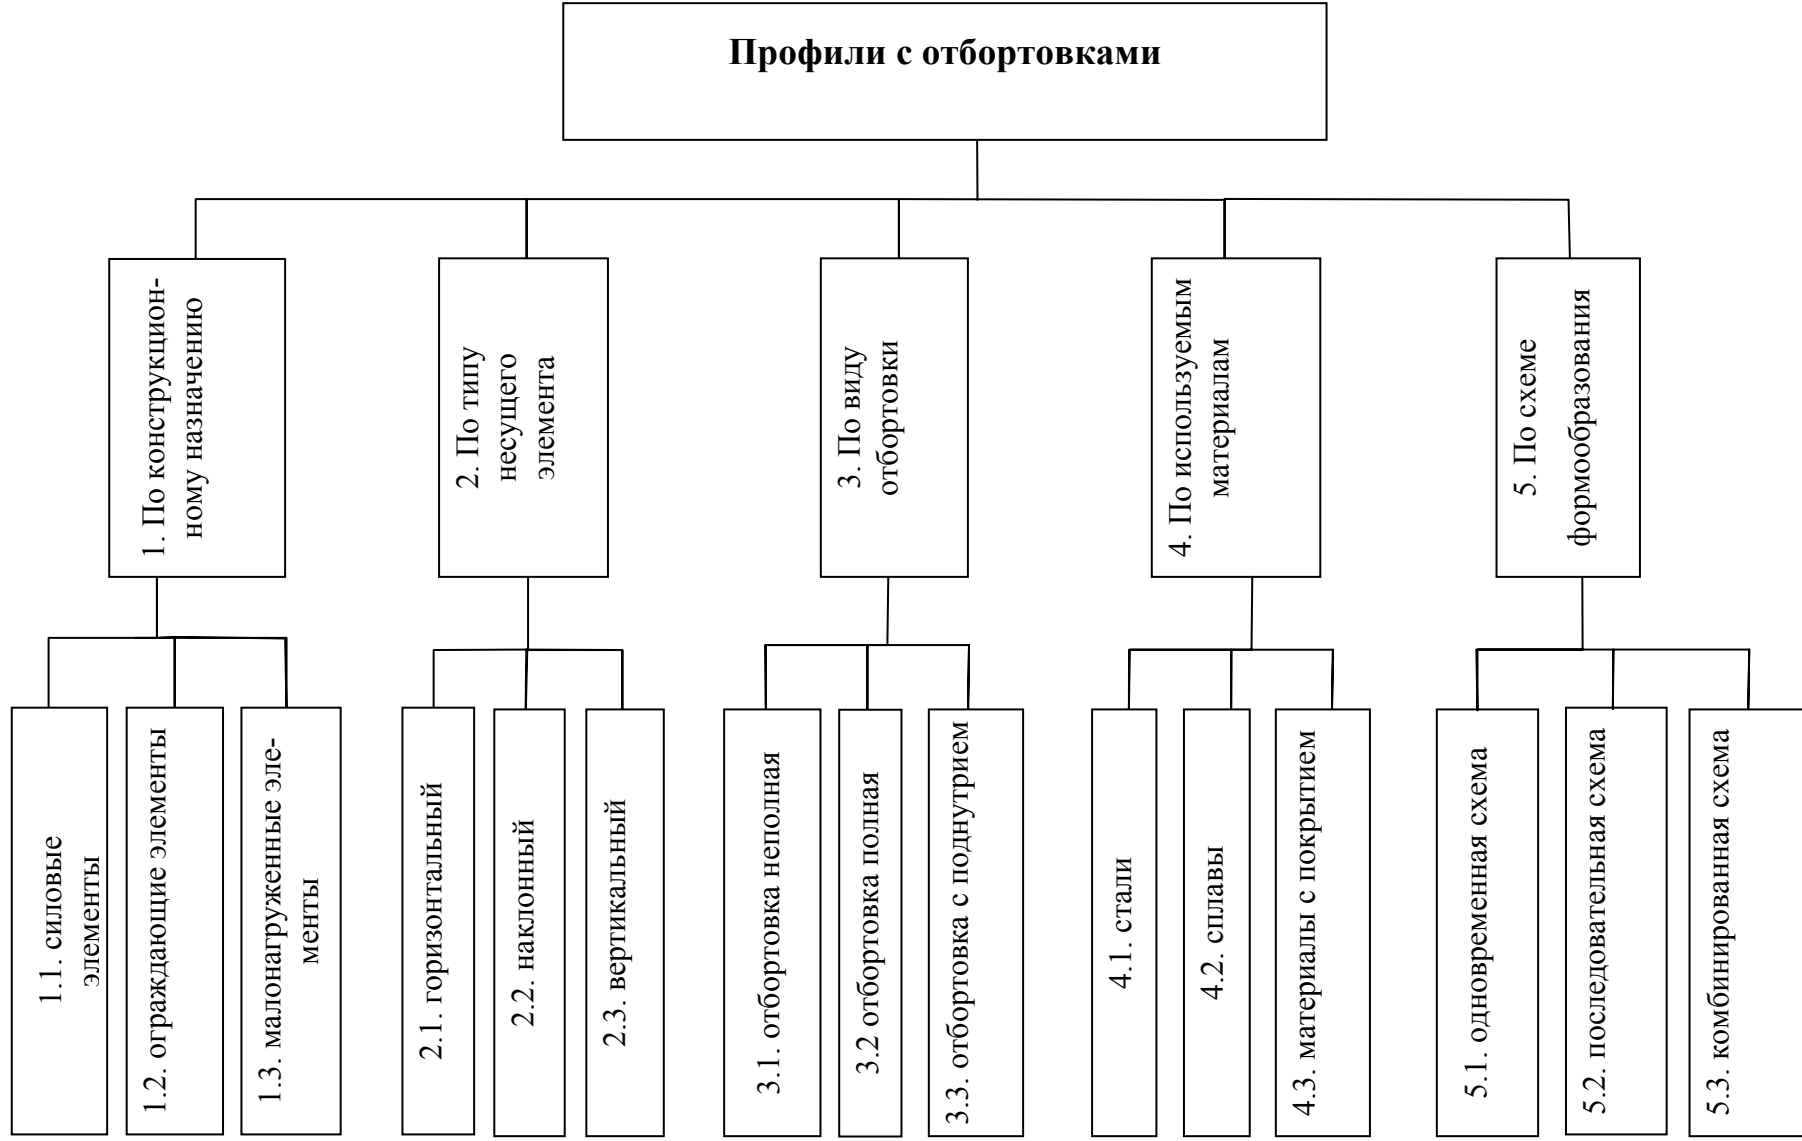 Профили с отбортовками
1. По конструкцион-
ному назначению
2. По типу
несущего
элемента
3. По виду
отбортовки
4. По используемым
материалам
5. По схеме
формообразования
1.1. силовые
элементы
1.2. ограждающие элементы
1.3. малонагруженные эле-
менты
2.1. горизонтальный
2.2. наклонный
2.3. вертикальный
3.1. отбортовка неполная
3.2 отбортовка полная
3.3. отбортовка с поднутрием
4.1. стали
4.2. сплавы
4.3. материалы с покрытием
5.1. одновременная схема
5.2. последовательная схема
5.3. комбинированная схема